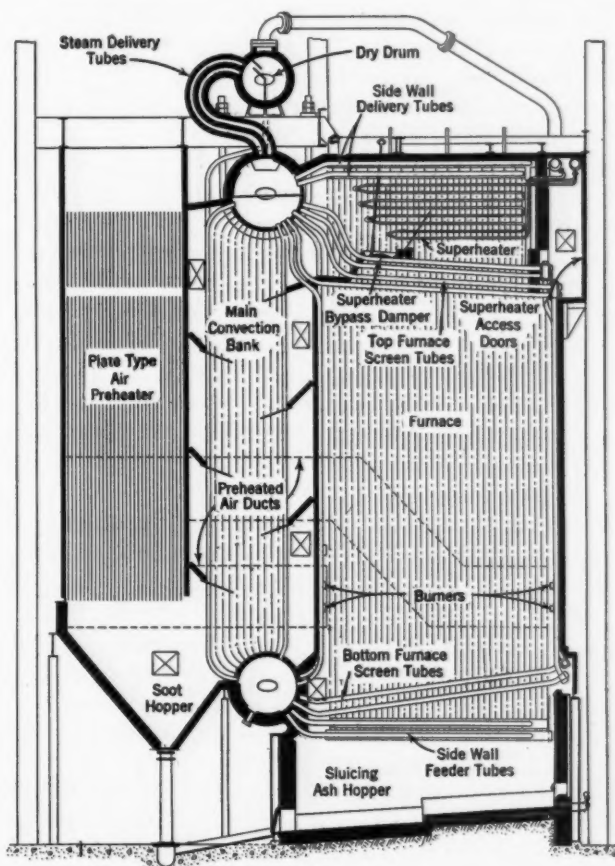 Steam Delivery
Tubes
Dry Drum
Side Wall
Delivery Tubes
Superheater
Superheater
Bypass Damper
Superheater
Access
Doors
Top Furnace
Screen Tubes
Main
Convection
Bank
Plate Type
Air
Preheater
Furnace
Preheated
Air Ducts
Burners
Bottom Furnace
Screen Tubes
Soot
Hopper
Side Wall
Feeder Tubes
Sluicing
Ash Hopper